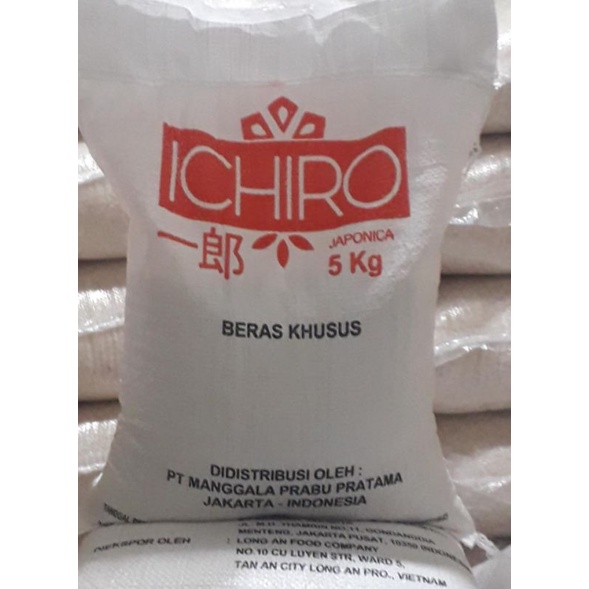 ICHIRO
一郎
JAPONICA
5 Kg
BERAS KHUSUS
DIDISTRIBUSI OLEH :
PT MANGGALA PRABU PRATAMA
JAKARTA - INDONESIA
MENTENG, JAKARTA PUSAT, 10350 INDONE
DIEKSPOR OLEH : LONG AN FOOD COMPANY
NO.10 CU LUYEN STR, WARD 5,
TAN AN CITY LONG AN PRO., VIETNAM